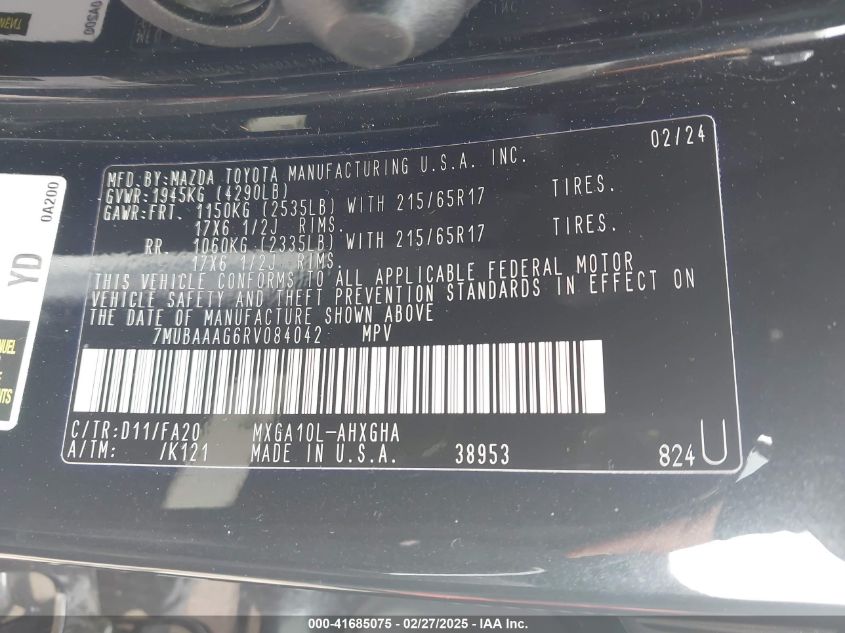 0A200
INC
02/24
MFD.BY:MAZDA TOYOTA MANUFACTURING U.S.A. INC.
GVWR:1945KG (4290LB)
GAWR:FRT. 1150KG (2535LB) WITH 215/65R17 TIRES.
17X6 1/2J RIMS.
RR. 1060KG (2335LB) WITH 215/65R17 TIRES.
17X6 1/2J RIMS.
THIS VEHICLE CONFORMS TO ALL APPLICABLE FEDERAL MOTOR
VEHICLE SAFETY AND THEFT PREVENTION STANDARDS IN EFFECT ON
THE DATE OF MANUFACTURE SHOWN ABOVE
7MUBAAAG6RV084042 MPV
C/TR:D11/FA20 MXGA10L-AHXGHA
A/TM: /K121 MADE IN U.S.A. 38953 824U
0A200
YD
000-41685075 - 02/27/2025 - IAA, Inc.